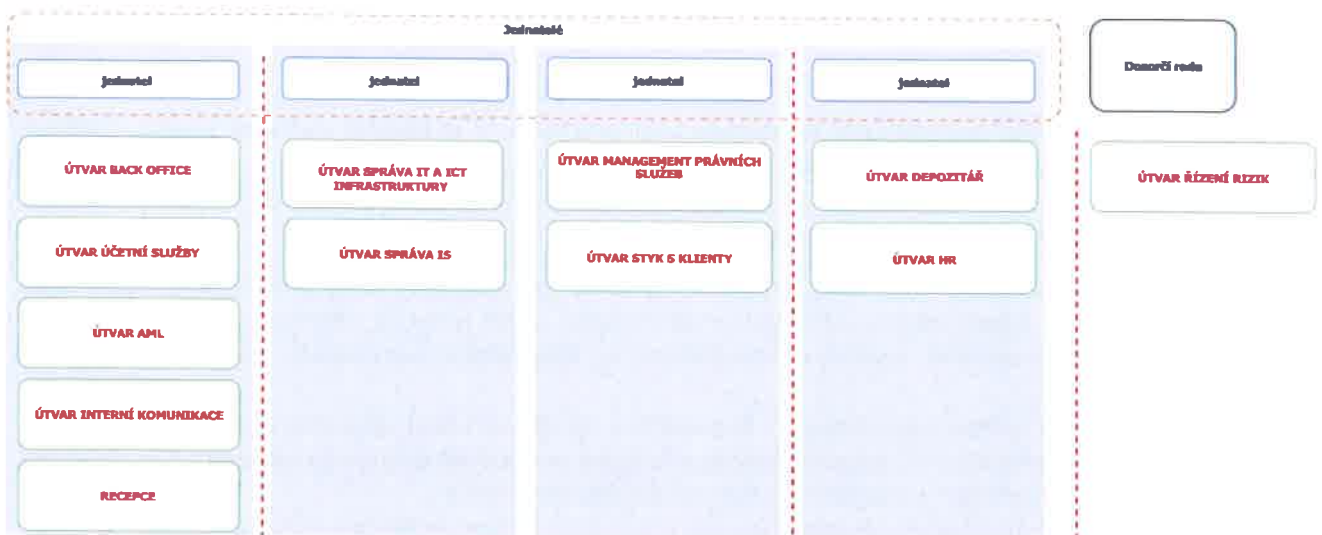 Jednatelé
jednatel
jednatel
jednatel
jednatel
Dozorčí rada
ÚTVAR BACK OFFICE
ÚTVAR SPRÁVA IT A ICT
INFRASTRUKTURY
ÚTVAR MANAGEMENT PRÁVNÍCH
SLUŽEB
ÚTVAR DEPOZITÁŘ
ÚTVAR ŘÍZENÍ RIZIK
ÚTVAR ÚČETNÍ SLUŽBY
ÚTVAR SPRÁVA IS
ÚTVAR STYK S KLIENTY
ÚTVAR HR
ÚTVAR AML
ÚTVAR INTERNÍ KOMUNIKACE
RECEPCE